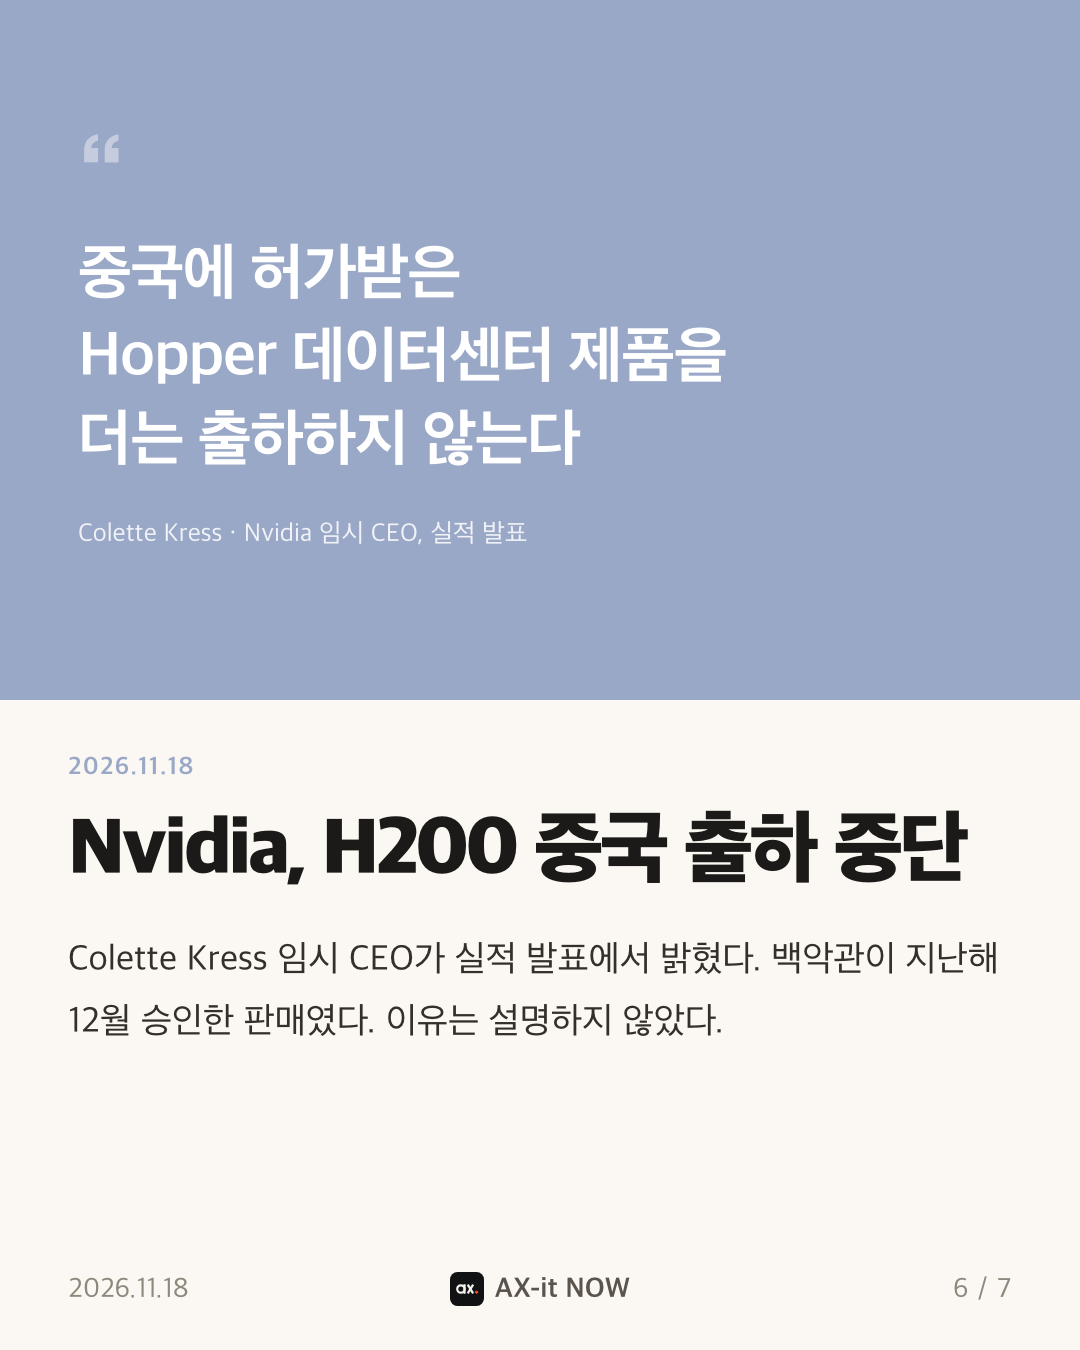 “
중국에 허가받은
Hopper 데이터센터 제품을
더는 출하하지 않는다
Colette Kress · Nvidia 임시 CEO, 실적 발표
2026.11.18
Nvidia, H200 중국 출하 중단
Colette Kress 임시 CEO가 실적 발표에서 밝혔다. 백악관이 지난해
12월 승인한 판매였다. 이유는 설명하지 않았다.
2026.11.18
ax. AX-it NOW
6 / 7